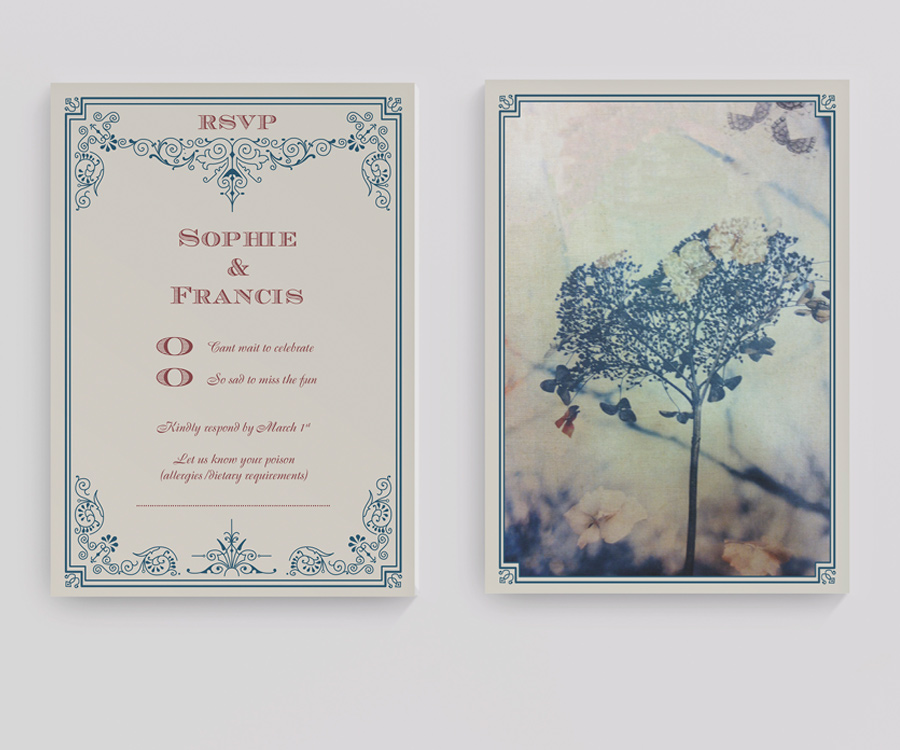 RSVP
SOPHIE
&
FRANCIS
O Cant wait to celebrate
O So sad to miss the fun
Kindly respond by March 1st
Let us know your poison
(allergies/dietary requirements)